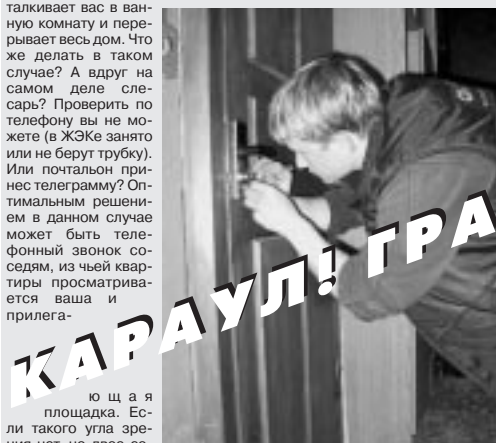 талкивает вас в ван-
ную комнату и пере-
рывает весь дом. Что
же делать в таком
случае? А вдруг на
самом деле сле-
сарь? Проверить по
телефону вы не мо-
жете (в ЖЭКе занято
или не берут трубку).
Или почтальон при-
нес телеграмму? Оп-
тимальным решени-
ем в данном случае
может быть теле-
фонный звонок со-
седям, из чьей квар-
тиры просматрива-
ется ваша и
прилега-
КАРАУЛ! ГРА
ющая
площадка. Ес-
ли такого угла зре-